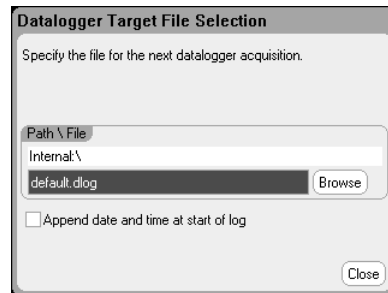 Datalogger Target File Selection
Specify the file for the next datalogger acquisition.
Path \ File
Internal:\
default.dlog
Browse
Append date and time at start of log
Close